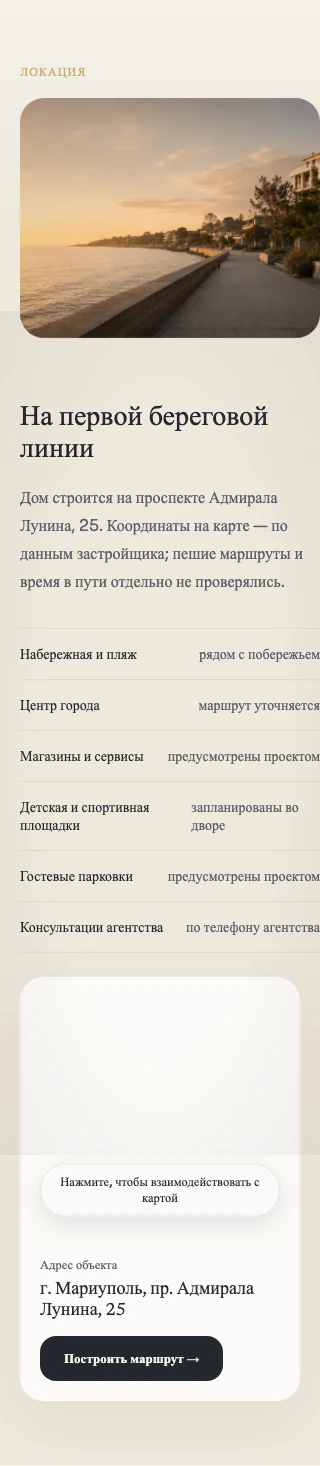 ЛОКАЦИЯ
На первой береговой
линии
Дом строится на проспекте Адмирала
Лунина, 25. Координаты на карте — по
данным застройщика; пешие маршруты и
время в пути отдельно не проверялись.
Набережная и пляж рядом с побережьем
Центр города маршрут уточняется
Магазины и сервисы предусмотрены проектом
Детская и спортивная запланированы во
площадки дворе
Гостевые парковки предусмотрены проектом
Консультации агентства по телефону агентства
Нажмите, чтобы взаимодействовать с
картой
Адрес объекта
г. Мариуполь, пр. Адмирала
Лунина, 25
Построить маршрут →